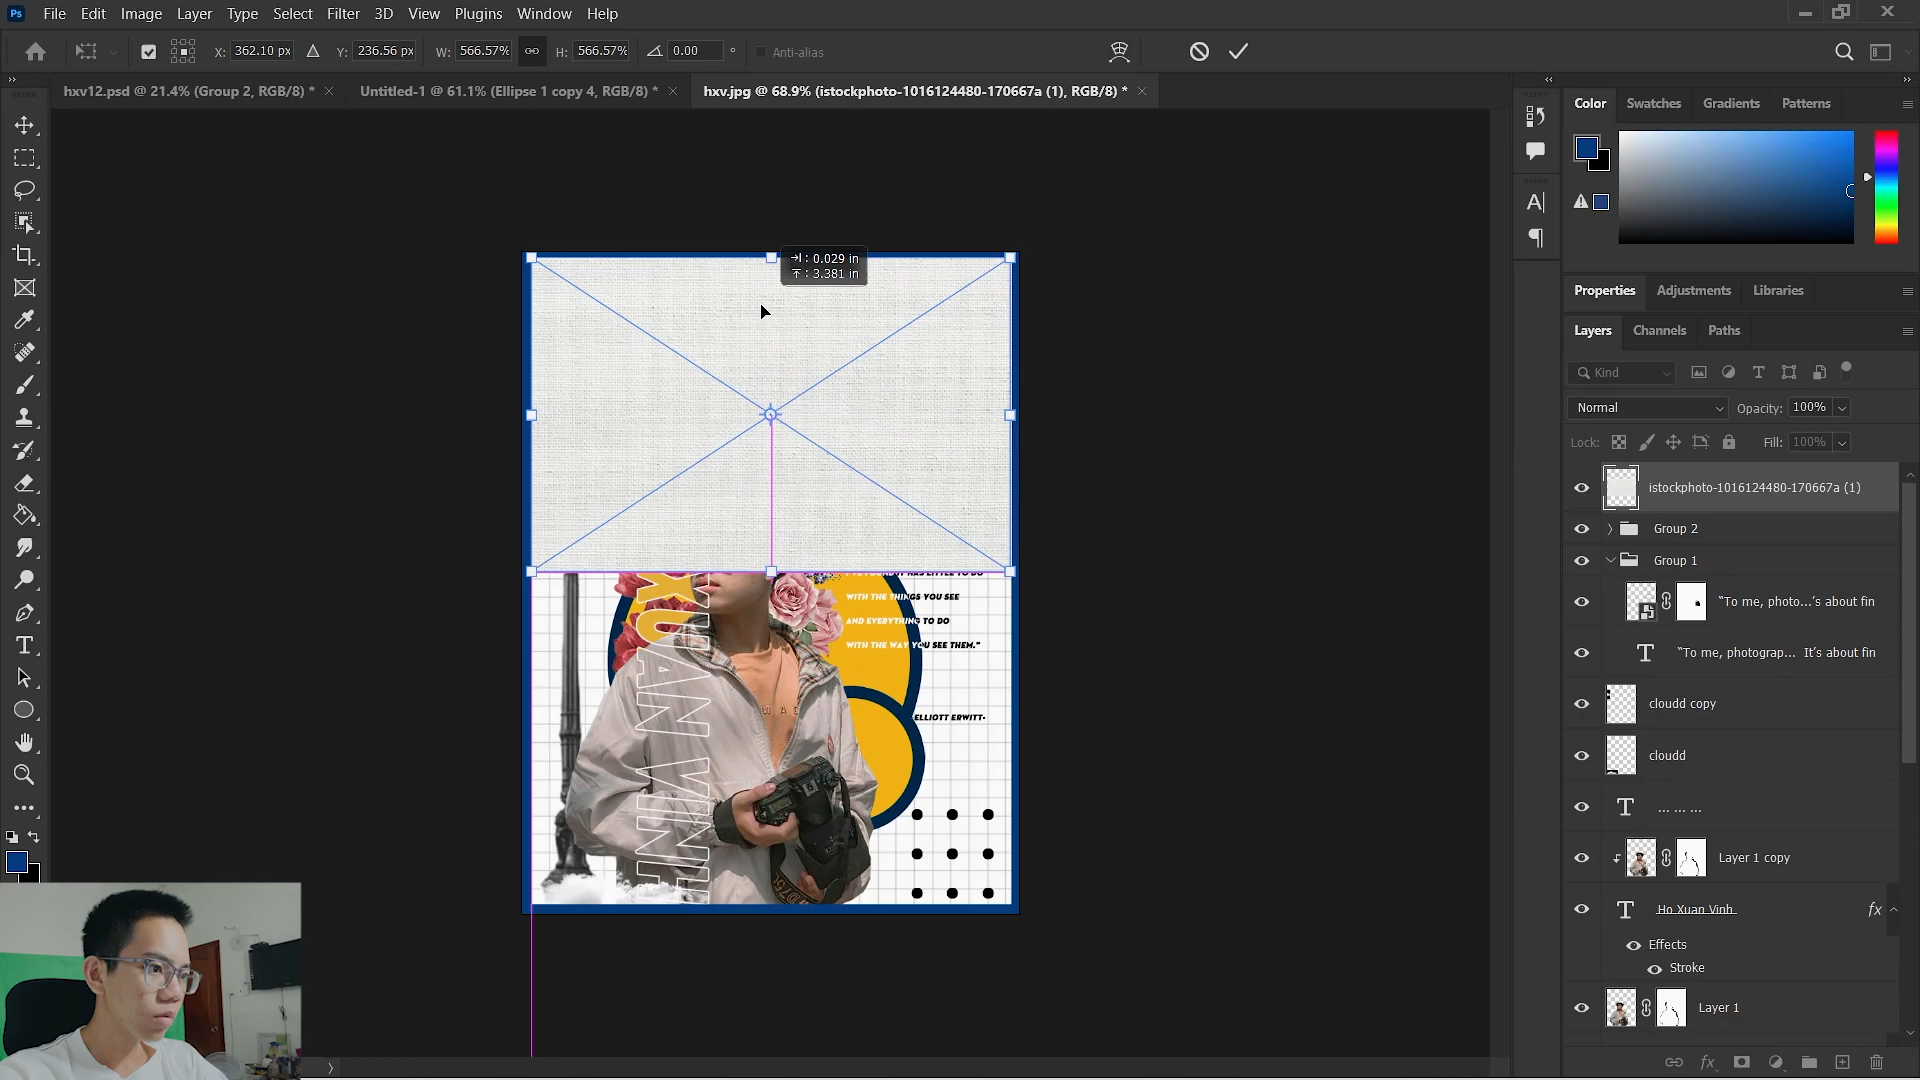 Ps File Edit Image Layer Type Select Filter 3D View Plugins Window Help
X: 362.10 px Y: 236.56 px W: 566.57% H: 566.57% 0.00 ° Anti-alias
hxv12.psd @ 21.4% (Group 2, RGB/8) * Untitled-1 @ 61.1% (Ellipse 1 copy 4, RGB/8) * hxv.jpg @ 68.9% (istockphoto-1016124480-170667a (1), RGB/8) *
Color Swatches Gradients Patterns
Properties Adjustments Libraries
Layers Channels Paths
Kind
Normal Opacity: 100%
Lock: Fill: 100%
istockphoto-1016124480-170667a (1)
Group 2
Group 1
“To me, photo...’s about fin
“To me, photograp... It’s about fin
cloudd copy
cloudd
... ... ...
Layer 1 copy
Ho Xuan Vinh fx
Effects
Stroke
Layer 1
fx
: 0.029 in
: 3.381 in
WITH THE THINGS YOU SEE
AND EVERYTHING TO DO
WITH THE WAY YOU SEE THEM."
ELLIOTT ERWITT-
XUAN VINH